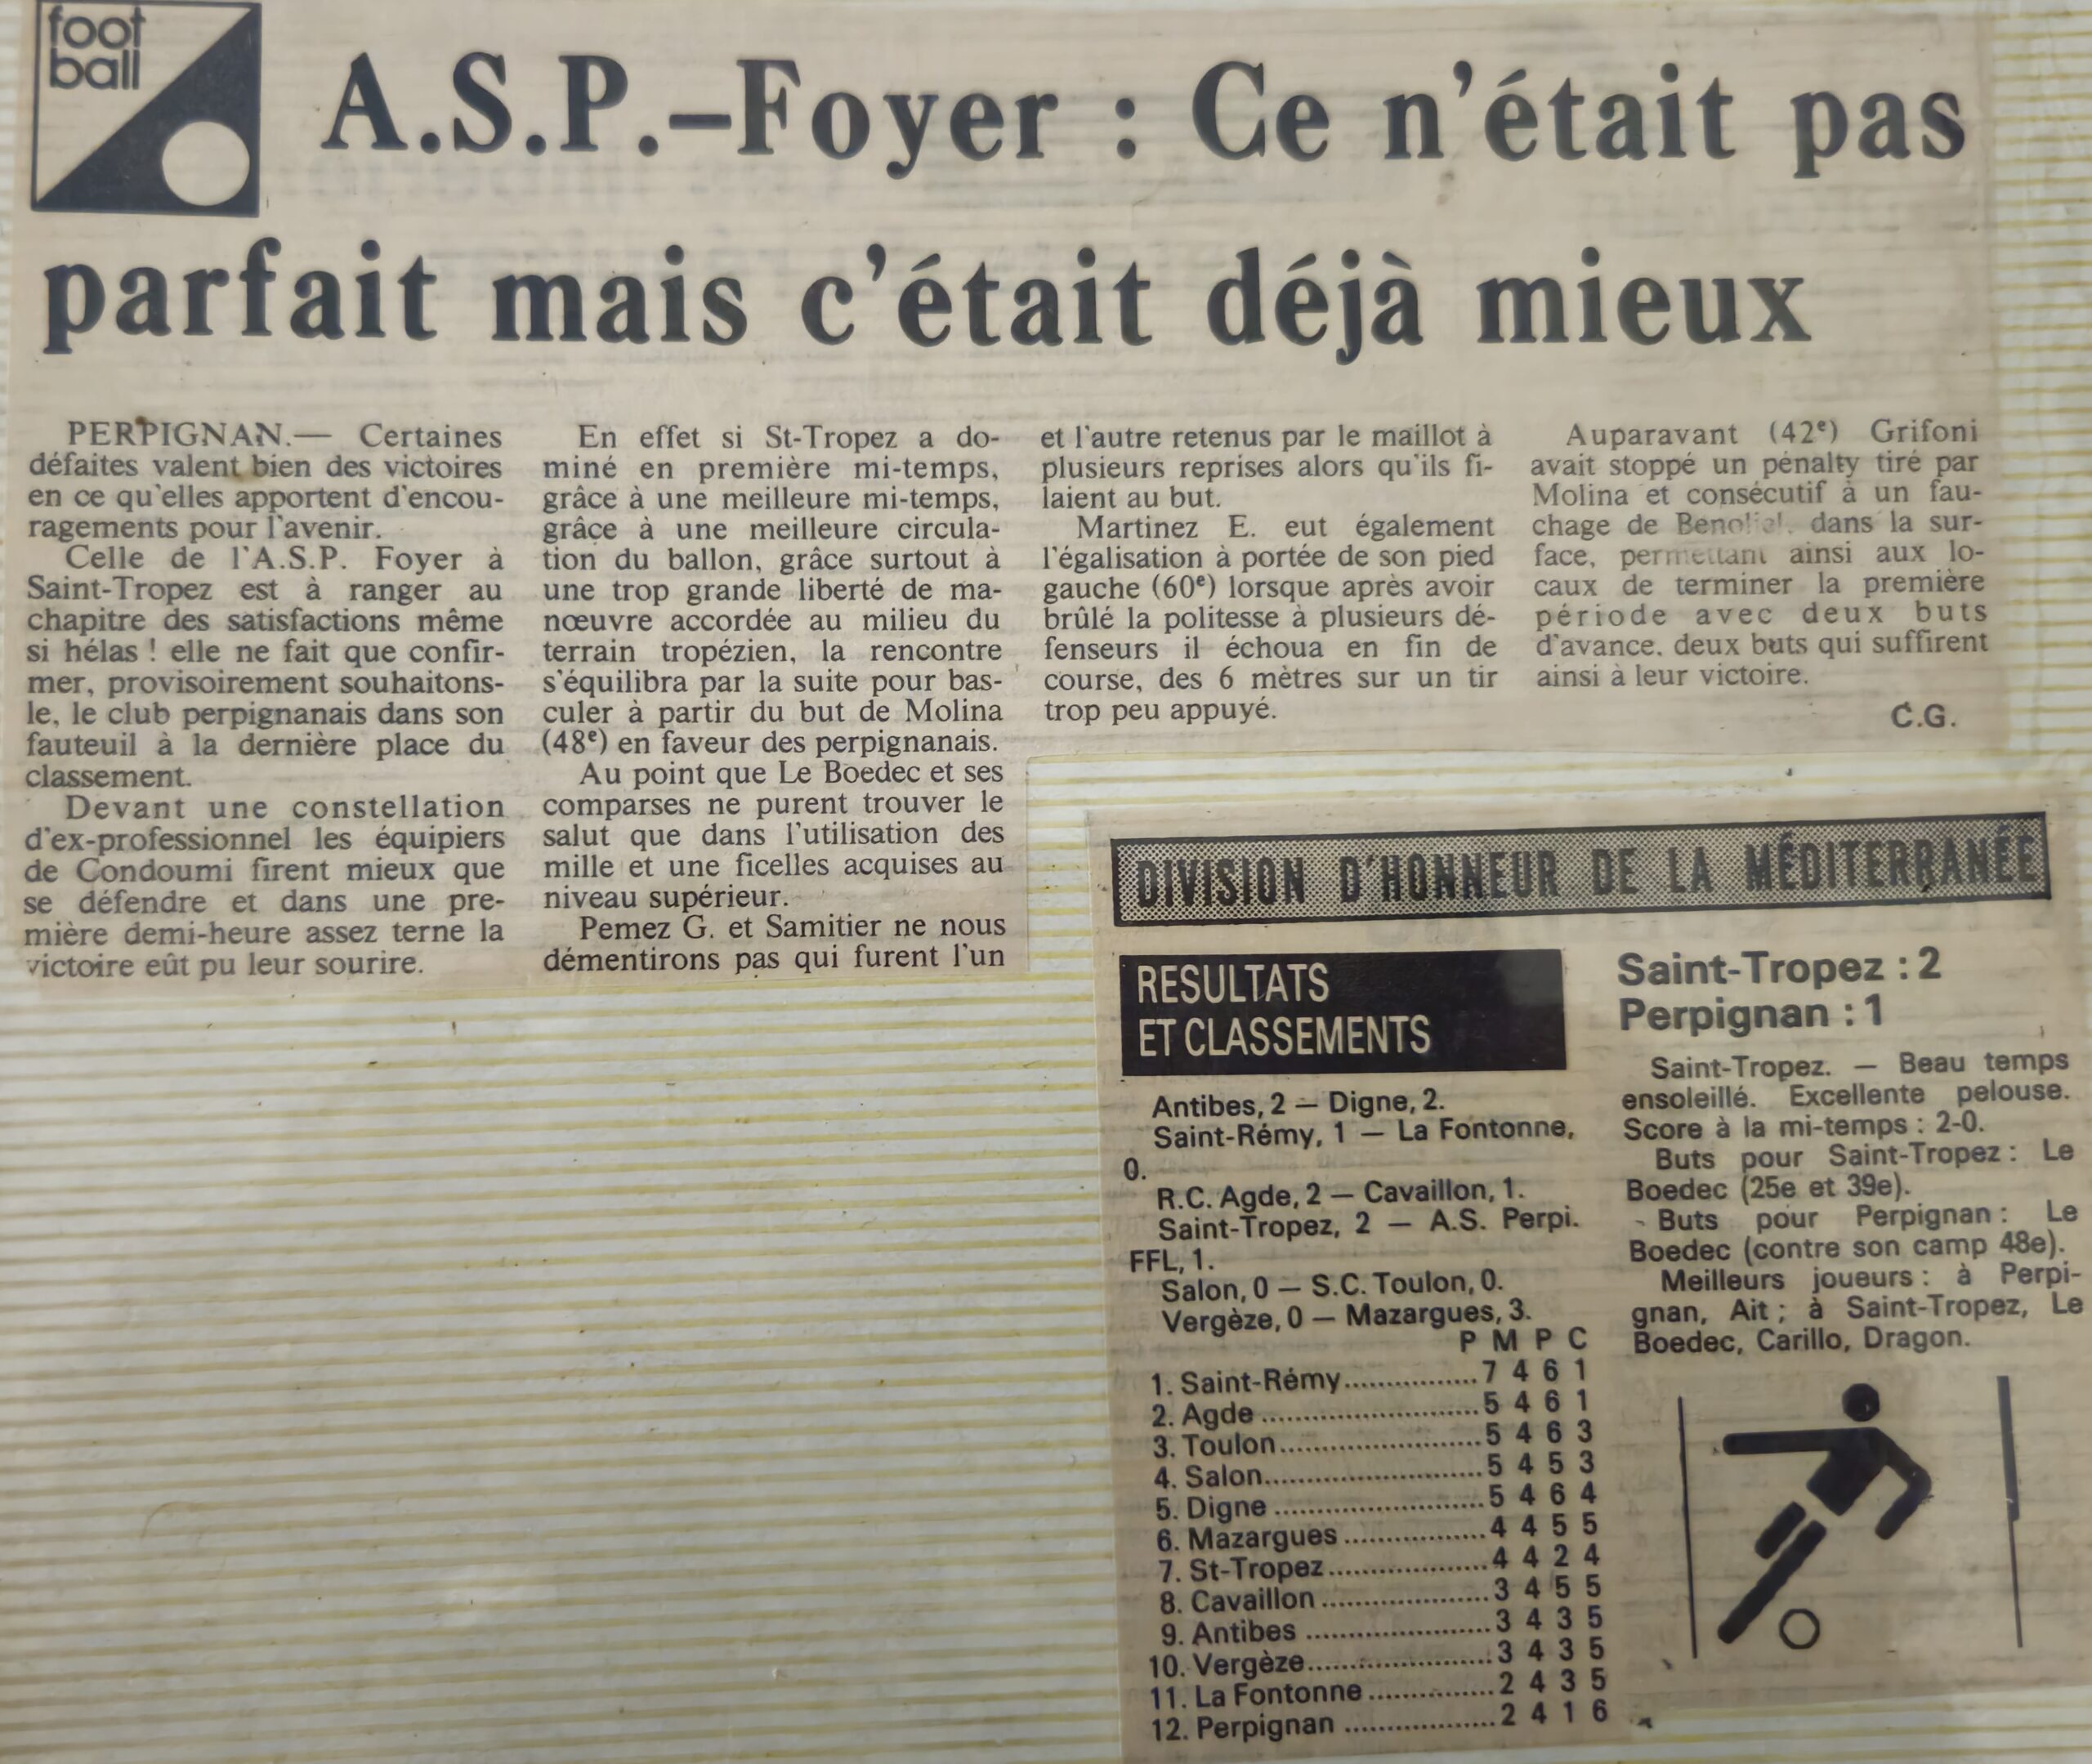 foot
ball
A.S.P.–Foyer : Ce n'était pas
parfait mais c'était déjà mieux
PERPIGNAN.— Certaines
défaites valent bien des victoires
en ce qu'elles apportent d'encou-
ragements pour l'avenir.
Celle de l'A.S.P. Foyer à
Saint-Tropez est à ranger au
chapitre des satisfactions même
si hélas ! elle ne fait que confir-
mer, provisoirement souhaitons-
le, le club perpignanais dans son
fauteuil à la dernière place du
classement.
Devant une constellation
d'ex-professionnel les équipiers
de Condoumi firent mieux que
se défendre et dans une pre-
mière demi-heure assez terne la
victoire eût pu leur sourire.
En effet si St-Tropez a do-
miné en première mi-temps,
grâce à une meilleure mi-temps,
grâce à une meilleure circula-
tion du ballon, grâce surtout à
une trop grande liberté de ma-
nœuvre accordée au milieu du
terrain tropézien, la rencontre
s'équilibra par la suite pour bas-
culer à partir du but de Molina
(48e) en faveur des perpignanais.
Au point que Le Boedec et ses
comparses ne purent trouver le
salut que dans l'utilisation des
mille et une ficelles acquises au
niveau supérieur.
Pemez G. et Samitier ne nous
démentirons pas qui furent l'un
et l'autre retenus par le maillot à
plusieurs reprises alors qu'ils fi-
laient au but.
Martinez E. eut également
l'égalisation à portée de son pied
gauche (60e) lorsque après avoir
brûlé la politesse à plusieurs dé-
fenseurs il échoua en fin de
course, des 6 mètres sur un tir
trop peu appuyé.
Auparavant (42e) Grifoni
avait stoppé un pénalty tiré par
Molina et consécutif à un fau-
chage de dans la sur-
face, permettant ainsi aux lo-
caux de terminer la première
période avec deux buts
d'avance. deux buts qui suffirent
ainsi à leur victoire.
C.G.
DIVISION D'HONNEUR DE LA MÉDITERRANÉE
RESULTATS
ET CLASSEMENTS
Antibes, 2 — Digne, 2.
Saint-Rémy, 1 — La Fontonne,
0.
R.C. Agde, 2 — Cavaillon, 1.
Saint-Tropez, 2 — A.S. Perpi.
FFL, 1.
Salon, 0 — S.C. Toulon, 0.
Vergèze, 0 — Mazargues, 3.
P M P C
1. Saint-Rémy................7 4 6 1
2. Agde ..........................5 4 6 1
3. Toulon........................5 4 6 3
4. Salon..........................5 4 5 3
5. Digne .........................5 4 6 4
6. Mazargues .................4 4 5 5
7. St-Tropez...................4 4 2 4
8. Cavaillon ....................3 4 5 5
9. Antibes ......................3 4 3 5
10. Vergèze......................3 4 3 5
11. La Fontonne ...............2 4 3 5
12. Perpignan ..................2 4 1 6
Saint-Tropez : 2
Perpignan : 1
Saint-Tropez. — Beau temps
ensoleillé. Excellente pelouse.
Score à la mi-temps : 2-0.
Buts pour Saint-Tropez : Le
Boedec (25e et 39e).
Buts pour Perpignan : Le
Boedec (contre son camp 48e).
Meilleurs joueurs : à Perpi-
gnan, Ait ; à Saint-Tropez, Le
Boedec, Carillo, Dragon.